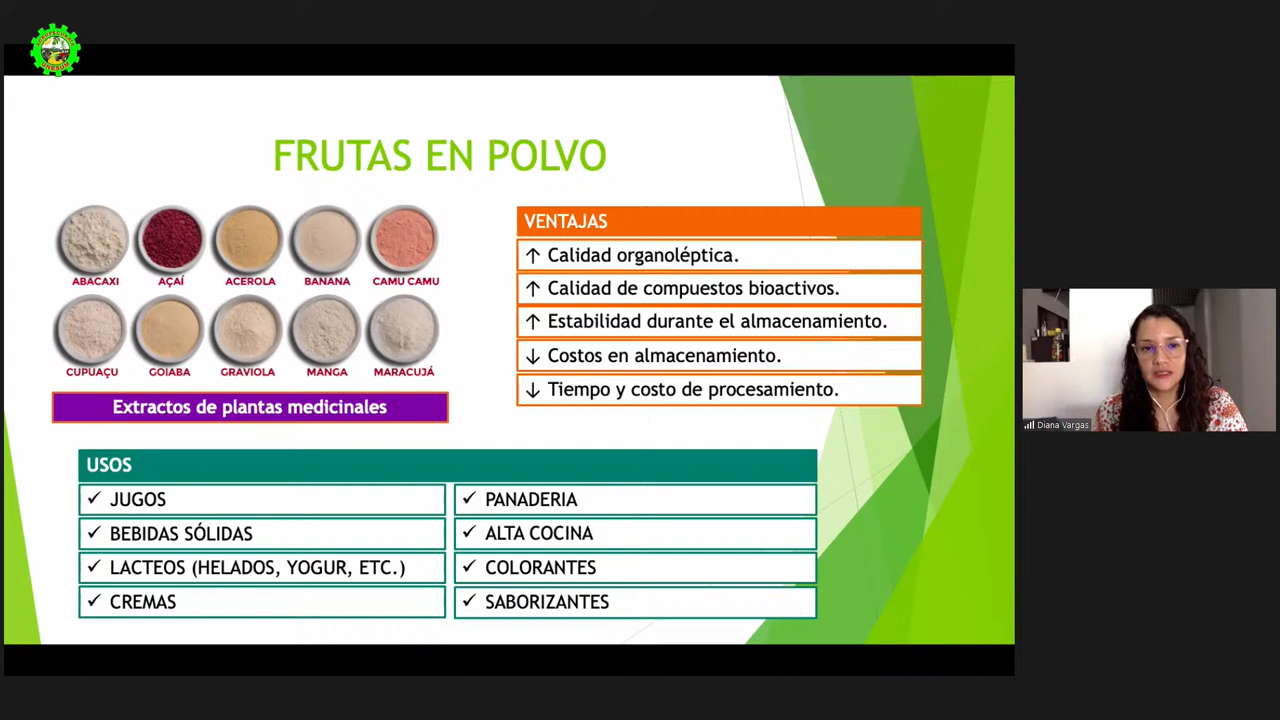 FRUTAS EN POLVO
ABACAXI AÇAÍ ACEROLA BANANA CAMU CAMU
CUPUAÇU GOIABA GRAVIOLA MANGA MARACUJÁ
Extractos de plantas medicinales
VENTAJAS
↑ Calidad organoléptica.
↑ Calidad de compuestos bioactivos.
↑ Estabilidad durante el almacenamiento.
↓ Costos en almacenamiento.
↓ Tiempo y costo de procesamiento.
USOS
✓ JUGOS
✓ BEBIDAS SÓLIDAS
✓ LACTEOS (HELADOS, YOGUR, ETC.)
✓ CREMAS
✓ PANADERIA
✓ ALTA COCINA
✓ COLORANTES
✓ SABORIZANTES
Diana Vargas